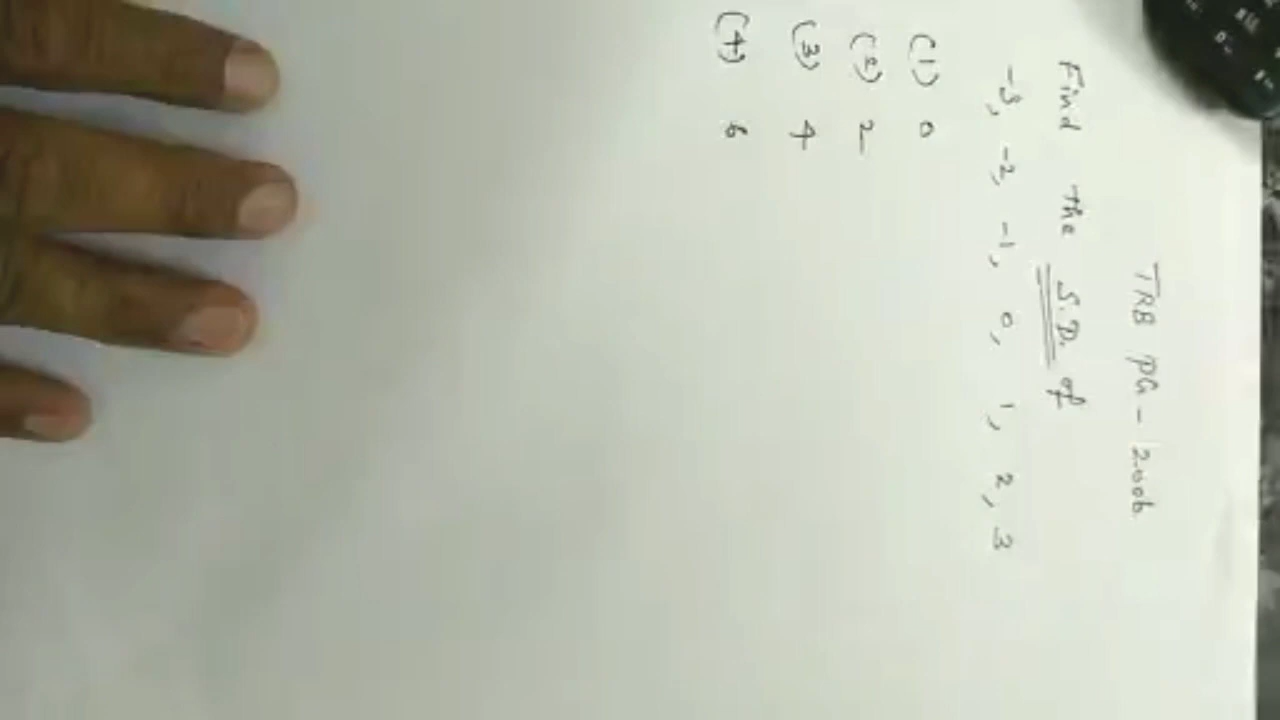 TRB PG - 2006.
Find the S.D. of
-3, -2, -1, 0, 1, 2, 3
(1) 0
(2) 2
(3) 4
(4) 6